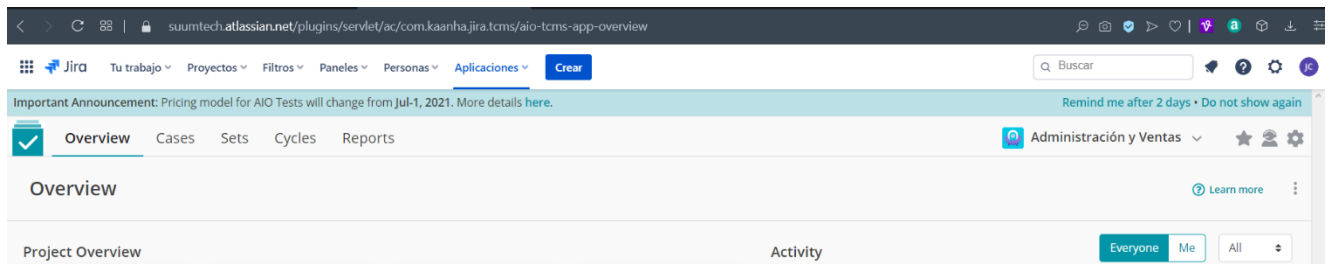 suumtech.atlassian.net/plugins/servlet/ac/com.kaanha.jira.tcms/aio-tcms-app-overview
Jira Tu trabajo Proyectos Filtros Paneles Personas Aplicaciones Crear Buscar JC
Important Announcement: Pricing model for AIO Tests will change from Jul-1, 2021. More details here. Remind me after 2 days • Do not show again
Overview Cases Sets Cycles Reports Administración y Ventas
Overview Learn more
Project Overview Activity Everyone Me All